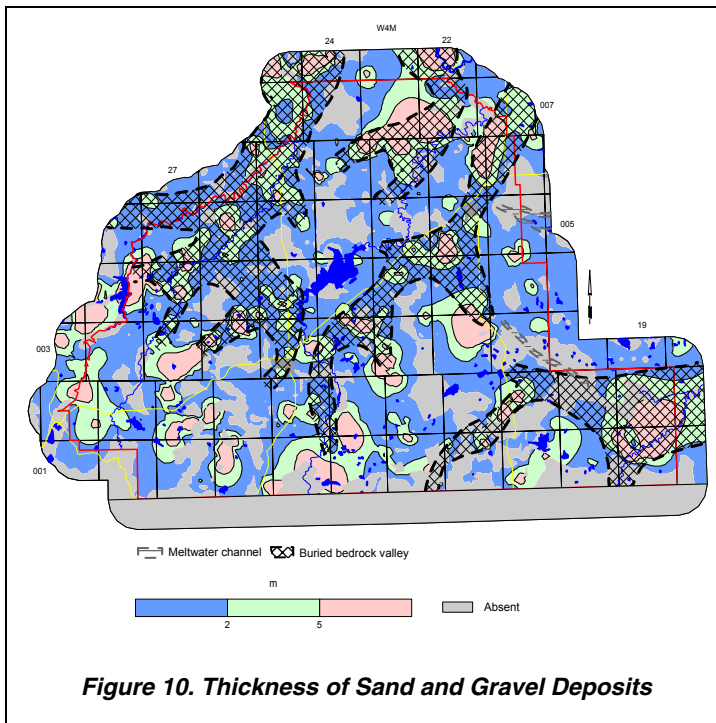 W4M
24 22
007
27
005
19
003
001
Meltwater channel Buried bedrock valley
m
Absent
2 5
Figure 10. Thickness of Sand and Gravel Deposits